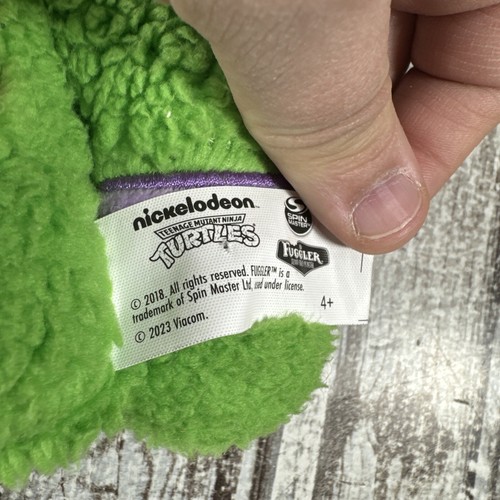 nickelodeon
TEENAGE MUTANT NINJA
TURTLES
SPIN
MASTER
FUGGLER
© 2018. All rights reserved. FUGGLER™ is a
trademark of Spin Master Ltd, used under license.
4+
© 2023 Viacom.